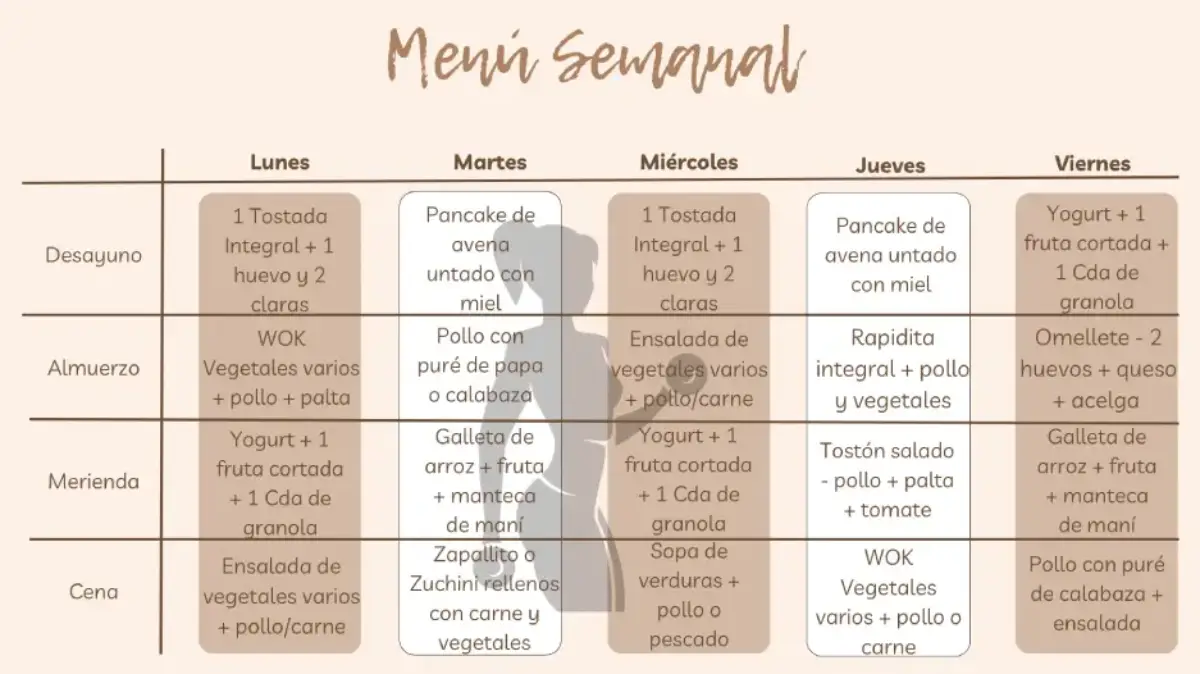 Menú Semanal
Lunes
Martes
Miércoles
Jueves
Viernes
Desayuno
1 Tostada
Integral + 1
huevo y 2
claras
Pancake de
avena
untado con
miel
1 Tostada
Integral + 1
huevo y 2
claras
Pancake de
avena untado
con miel
Yogurt + 1
fruta cortada +
1 Cda de
granola
Almuerzo
WOK
Vegetales varios
+ pollo + palta
Pollo con
puré de papa
o calabaza
Ensalada de
vegetales varios
+ pollo/carne
Rapidita
integral + pollo
y vegetales
Omellete - 2
huevos + queso
+ acelga
Merienda
Yogurt + 1
fruta cortada
+ 1 Cda de
granola
Galleta de
arroz + fruta
+ manteca
de maní
Yogurt + 1
fruta cortada
+ 1 Cda de
granola
Tostón salado
- pollo + palta
+ tomate
Galleta de
arroz + fruta
+ manteca
de maní
Cena
Ensalada de
vegetales varios
+ pollo/carne
Zapallito o
Zuchini rellenos
con carne y
vegetales
Sopa de
verduras +
pollo o
pescado
WOK
Vegetales
varios + pollo o
carne
Pollo con puré
de calabaza +
ensalada